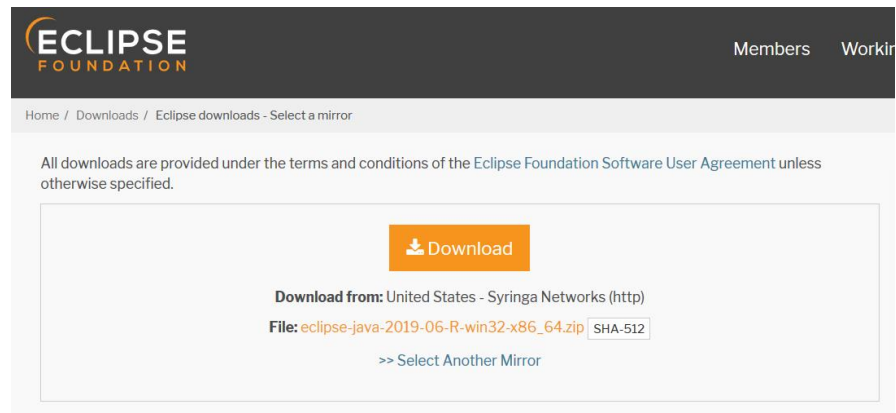 ECLIPSE
FOUNDATION
Members Workin
Home / Downloads / Eclipse downloads - Select a mirror
All downloads are provided under the terms and conditions of the Eclipse Foundation Software User Agreement unless
otherwise specified.
Download
Download from: United States - Syringa Networks (http)
File: eclipse-java-2019-06-R-win32-x86_64.zip SHA-512
>> Select Another Mirror